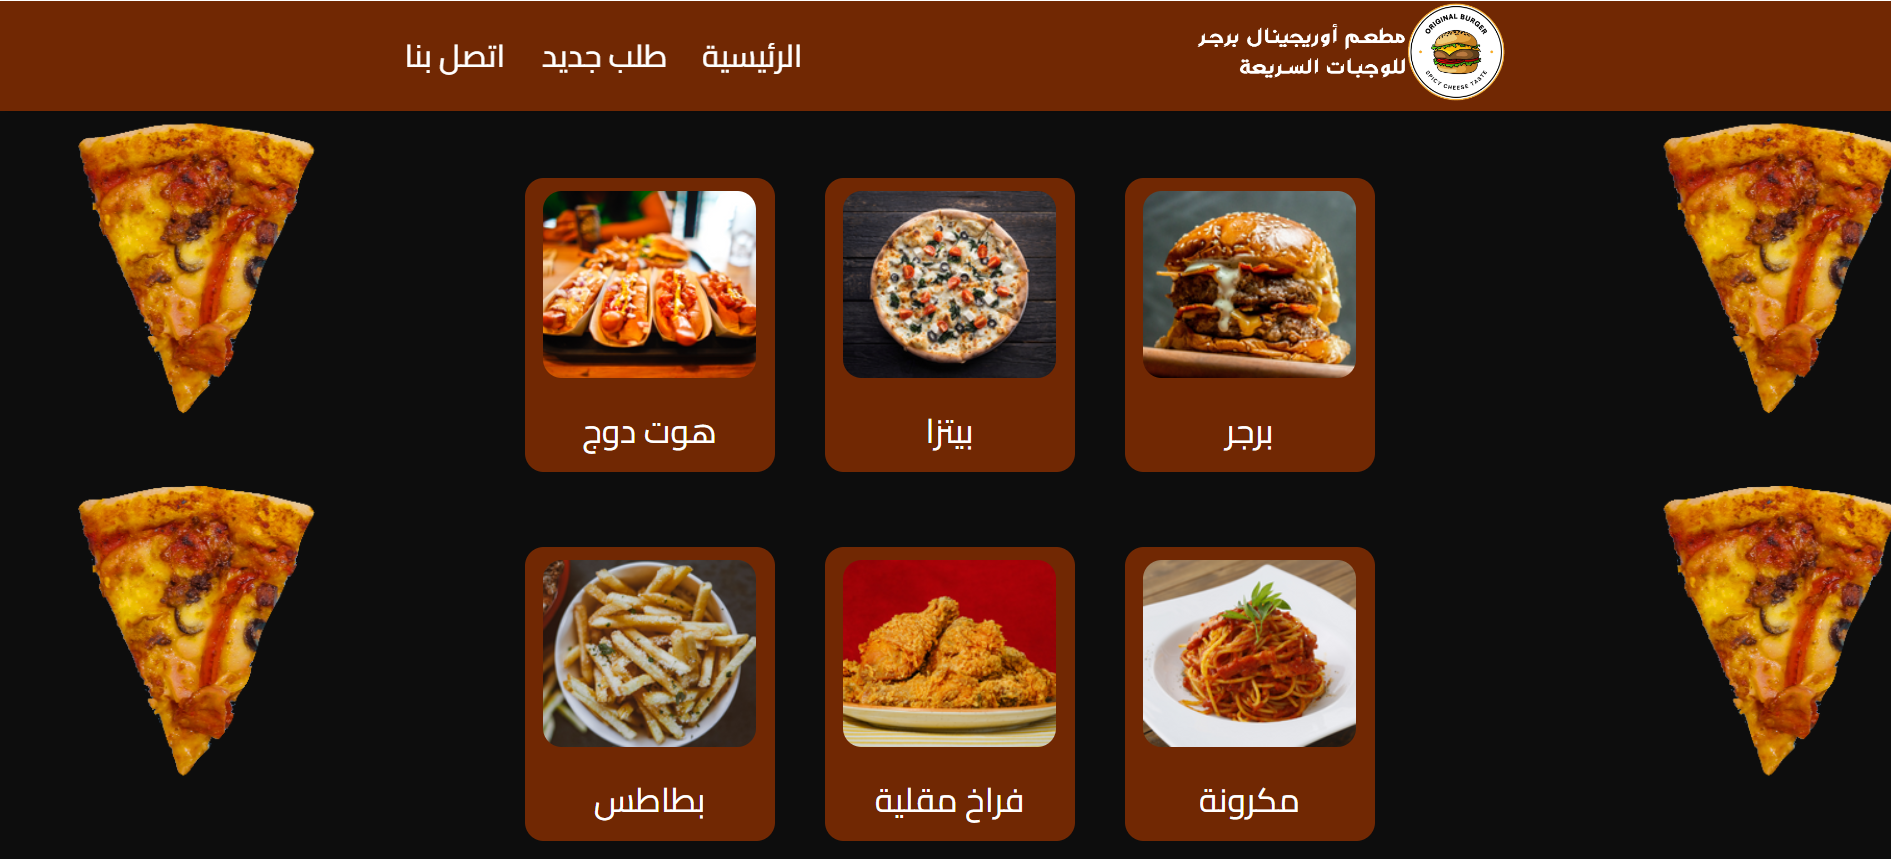 ORIGINAL BURGER
SPICY CHEESE TASTE
مطعم أوريجينال برجر
للوجبات السريعة
الرئيسية
طلب جديد
اتصل بنا
برجر
بيتزا
هوت دوج
مكرونة
فراخ مقلية
بطاطس